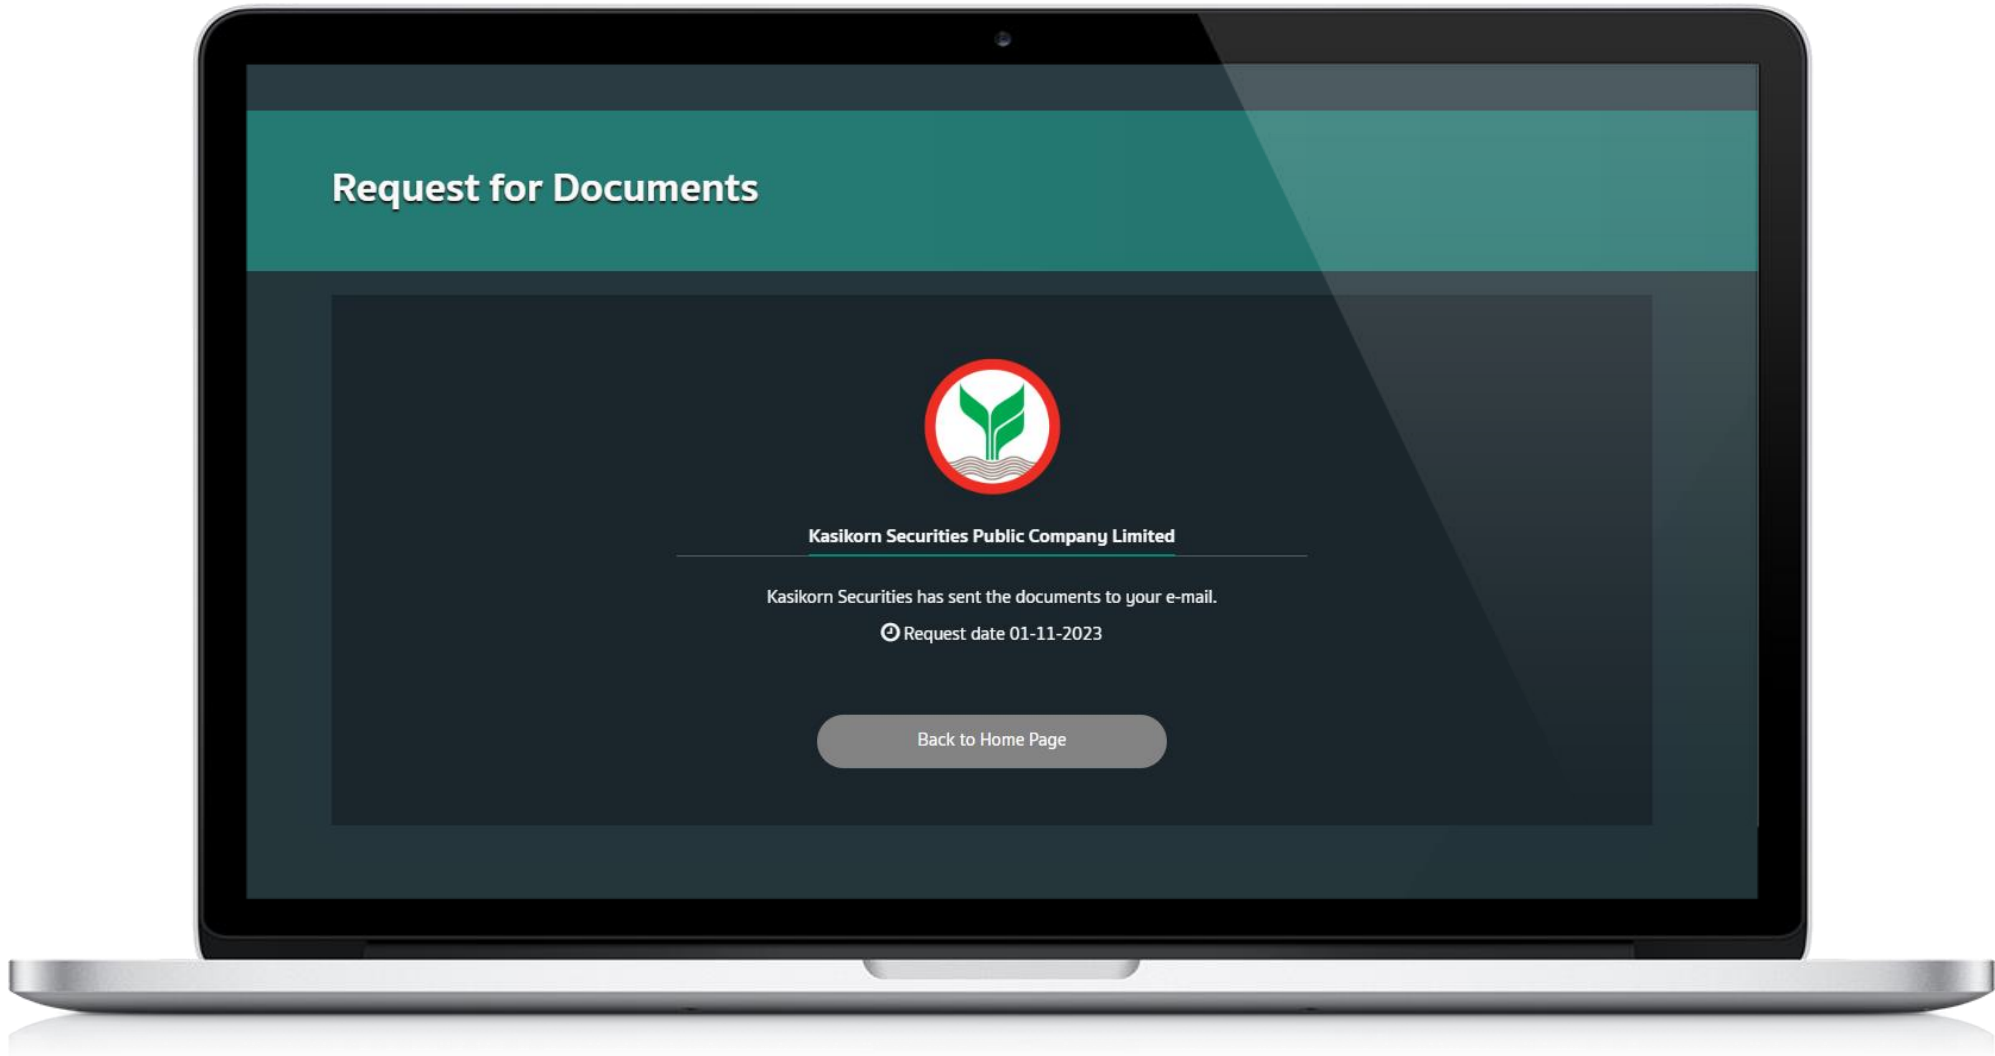 Request for Documents
Kasikorn Securities Public Company Limited
Kasikorn Securities has sent the documents to your e-mail.
Request date 01-11-2023
Back to Home Page